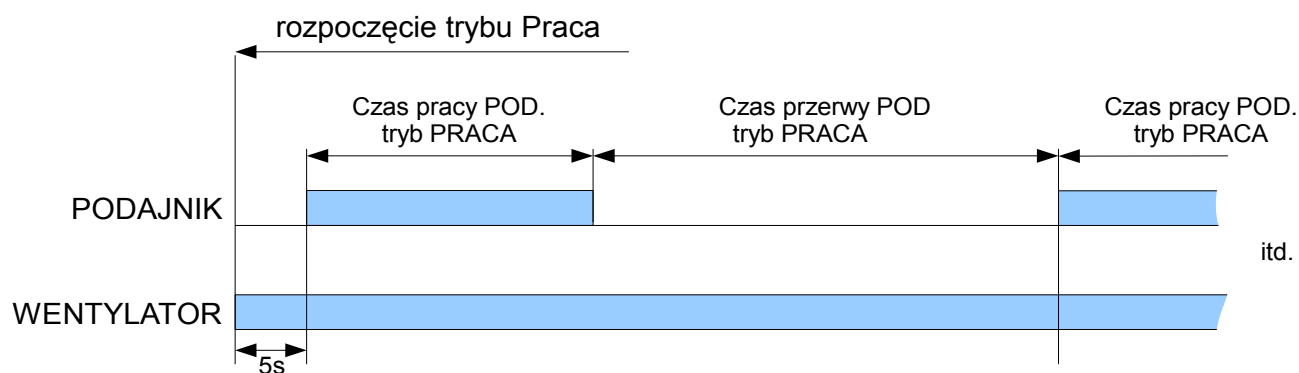 rozpoczęcie trybu Praca
Czas pracy POD.
tryb PRACA
Czas przerwy POD
tryb PRACA
Czas pracy POD.
tryb PRACA
PODAJNIK
itd.
WENTYLATOR
5s